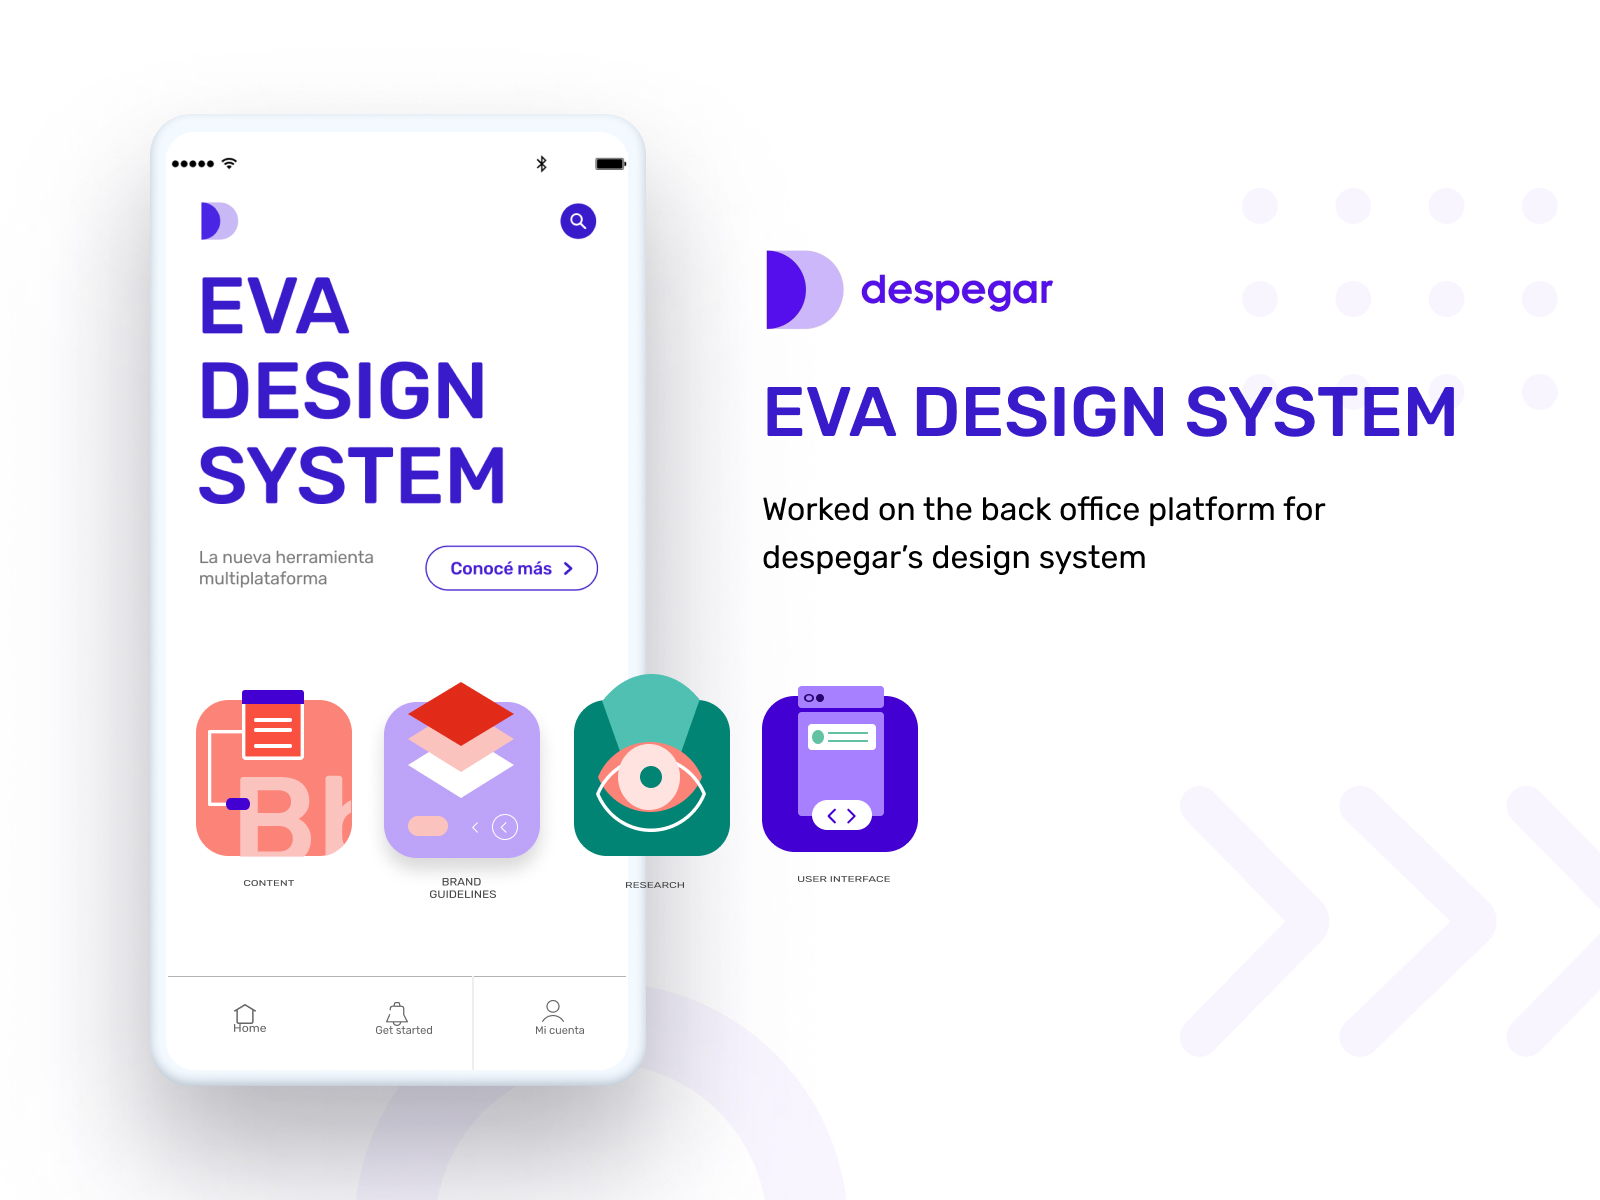 EVA
DESIGN
SYSTEM
La nueva herramienta
multiplataforma
Conocé más
despegar
EVA DESIGN SYSTEM
Worked on the back office platform for
despegar’s design system
CONTENT
BRAND
GUIDELINES
RESEARCH
USER INTERFACE
Home
Get started
Mi cuenta